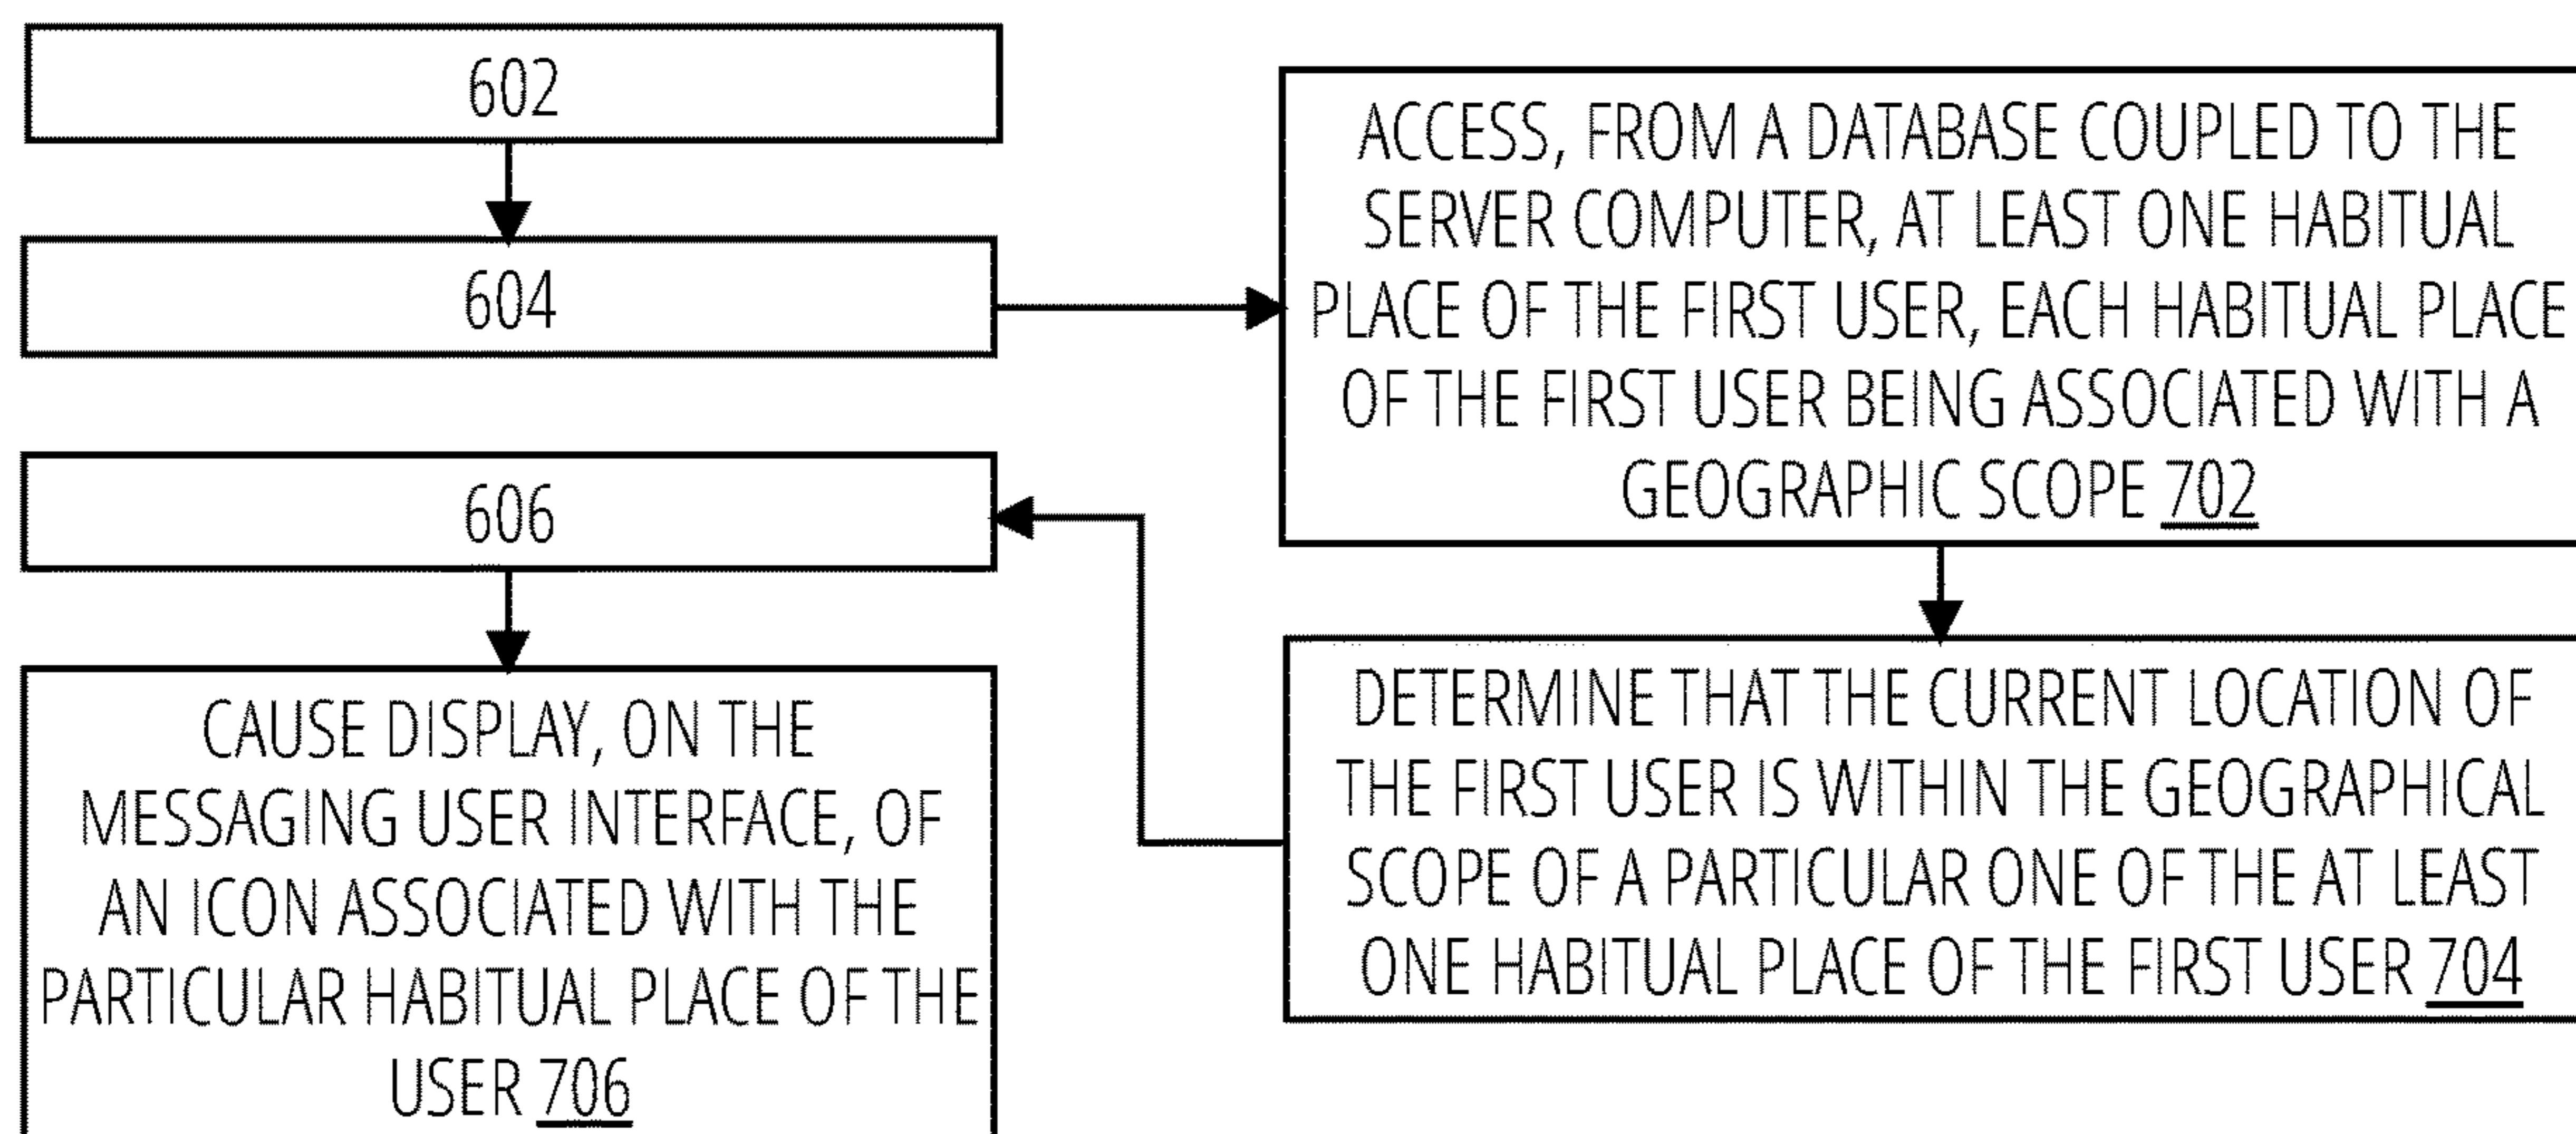 602
604
ACCESS, FROM A DATABASE COUPLED TO THE
SERVER COMPUTER, AT LEAST ONE HABITUAL
PLACE OF THE FIRST USER, EACH HABITUAL PLACE
OF THE FIRST USER BEING ASSOCIATED WITH A
GEOGRAPHIC SCOPE 702
DETERMINE THAT THE CURRENT LOCATION OF
THE FIRST USER IS WITHIN THE GEOGRAPHICAL
SCOPE OF A PARTICULAR ONE OF THE AT LEAST
ONE HABITUAL PLACE OF THE FIRST USER 704
606
CAUSE DISPLAY, ON THE
MESSAGING USER INTERFACE, OF
AN ICON ASSOCIATED WITH THE
PARTICULAR HABITUAL PLACE OF THE
USER 706